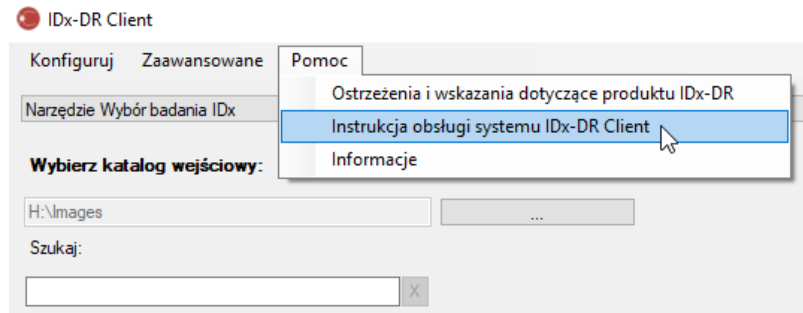 IDx-DR Client
Konfiguruj Zaawansowane Pomoc
Ostrzeżenia i wskazania dotyczące produktu IDx-DR
Narzędzie Wybór badania IDx
Instrukcja obsługi systemu IDx-DR Client
Informacje
Wybierz katalog wejściowy:
H:\Images
...
Szukaj:
X